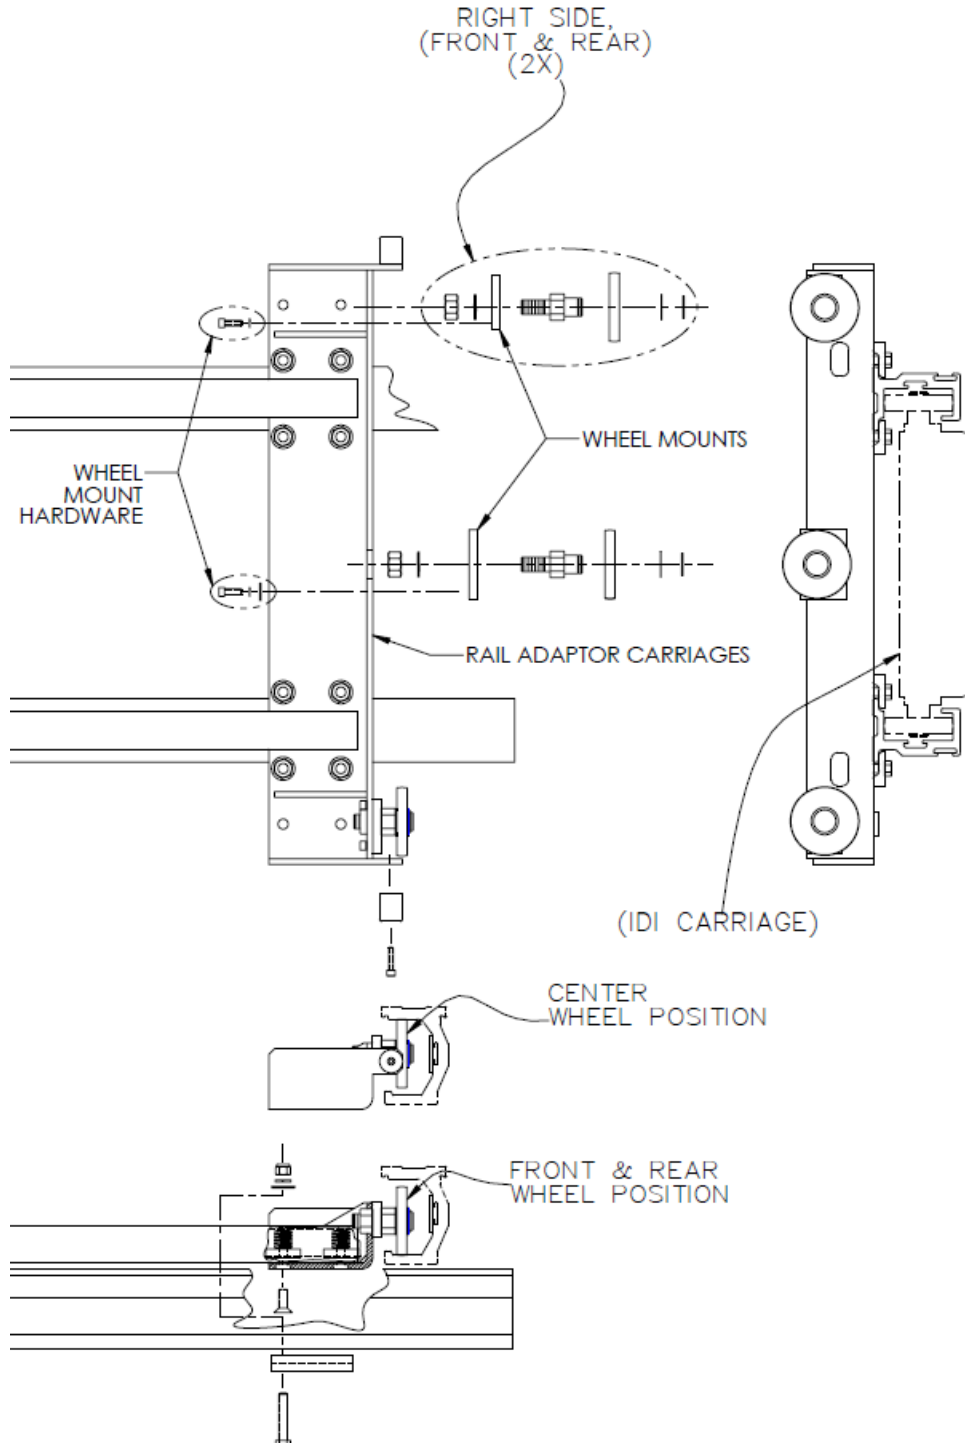 RIGHT SIDE,
(FRONT & REAR)
(2X)
WHEEL MOUNTS
WHEEL
MOUNT
HARDWARE
RAIL ADAPTOR CARRIAGES
(IDI CARRIAGE)
CENTER
WHEEL POSITION
FRONT & REAR
WHEEL POSITION